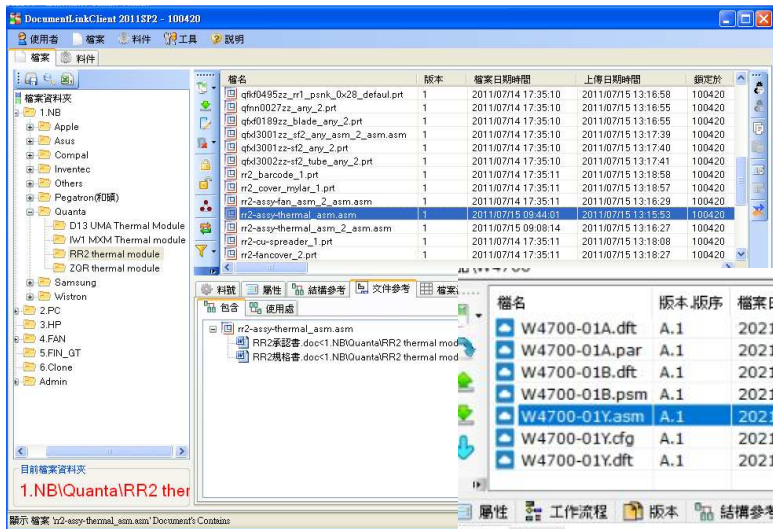 DocumentLinkClient 2011SP2 - 100420
使用者 檔案 料件 工具 說明
檔案 料件
檔案資料夾
1.NB
Apple
Asus
Compal
Inventec
Others
Pegatron(和碩)
Quanta
D13 UMA Thermal Module
IW1 MXM Thermal module
RR2 thermal module
ZQR thermal module
Samsung
Wistron
2.PC
3.HP
4.FAN
5.FIN_GT
6.Clone
Admin
目前檔案資料夾
1.NB\Quanta\RR2 ther
檔名 版本 檔案日期時間 上傳日期時間 鎖定於
qfkf0495zz_rr1_psnk_0x28_defaul.prt 1 2011/07/14 17:35:10 2011/07/15 13:16:58 100420
qfnn0027zz_any_2.prt 1 2011/07/14 17:35:10 2011/07/15 13:16:55 100420
qfxf0189zz_blade_any_2.prt 1 2011/07/14 17:35:10 2011/07/15 13:16:55 100420
qfxf3001zz_sf2_any_asm_2_asm.asm 1 2011/07/14 17:35:10 2011/07/15 13:17:39 100420
qfxf3001zz-sf2_any_2.prt 1 2011/07/14 17:35:10 2011/07/15 13:17:40 100420
qfxf3002zz-sf2_tube_any_2.prt 1 2011/07/14 17:35:10 2011/07/15 13:17:41 100420
rr2_barcode_1.prt 1 2011/07/14 17:35:11 2011/07/15 13:18:58 100420
rr2_cover_mylar_1.prt 1 2011/07/14 17:35:11 2011/07/15 13:18:57 100420
rr2-assy-fan_asm_2_asm.asm 1 2011/07/14 17:35:11 2011/07/15 13:16:29 100420
rr2-assy-thermal_asm.asm 1 2011/07/15 09:44:01 2011/07/15 13:15:53 100420
rr2-assy-thermal_asm_2_asm.asm 1 2011/07/15 09:08:14 2011/07/15 13:16:27 100420
rr2-cu-spreader_1.prt 1 2011/07/14 17:35:11 2011/07/15 13:18:08 100420
rr2-fancover_2.prt 1 2011/07/14 17:35:11 2011/07/15 13:18:27 100420
料號 屬性 結構參考 文件參考 檔案
包含 使用處
rr2-assy-thermal_asm.asm
RR2承認書.doc<1.NB\Quanta\RR2 thermal mod
RR2規格書.doc<1.NB\Quanta\RR2 thermal mod
檔名 版本.版序 檔案日
W4700-01A.dft A.1 2021
W4700-01A.par A.1 2021
W4700-01B.dft A.1 2021
W4700-01B.psm A.1 2021
W4700-01Y.asm A.1 2021
W4700-01Y.cfg A.1 2021
W4700-01Y.dft A.1 2021
屬性 工作流程 版本 結構參考
顯示 檔案 'rr2-assy-thermal_asm.asm' Document's Contains